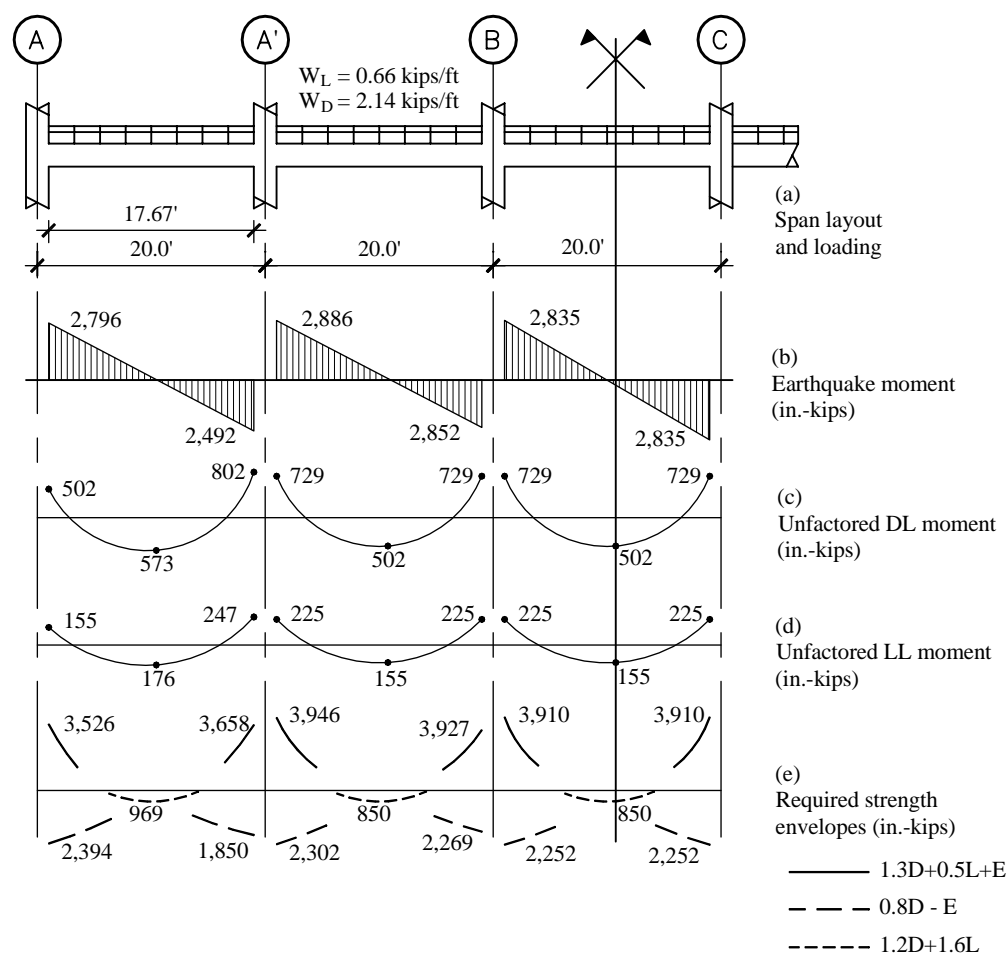 A A' B C
W_L = 0.66 kips/ft
W_D = 2.14 kips/ft
17.67'
20.0' 20.0' 20.0'
(a)
Span layout
and loading
2,796 2,886 2,835
2,492 2,852 2,835
(b)
Earthquake moment
(in.-kips)
502 802 729 729 729 729
573 502 502
(c)
Unfactored DL moment
(in.-kips)
155 247 225 225 225 225
176 155 155
(d)
Unfactored LL moment
(in.-kips)
3,526 3,658 3,946 3,927 3,910 3,910
969 850 850
2,394 1,850 2,302 2,269 2,252 2,252
(e)
Required strength
envelopes (in.-kips)
1.3D+0.5L+E
0.8D - E
1.2D+1.6L